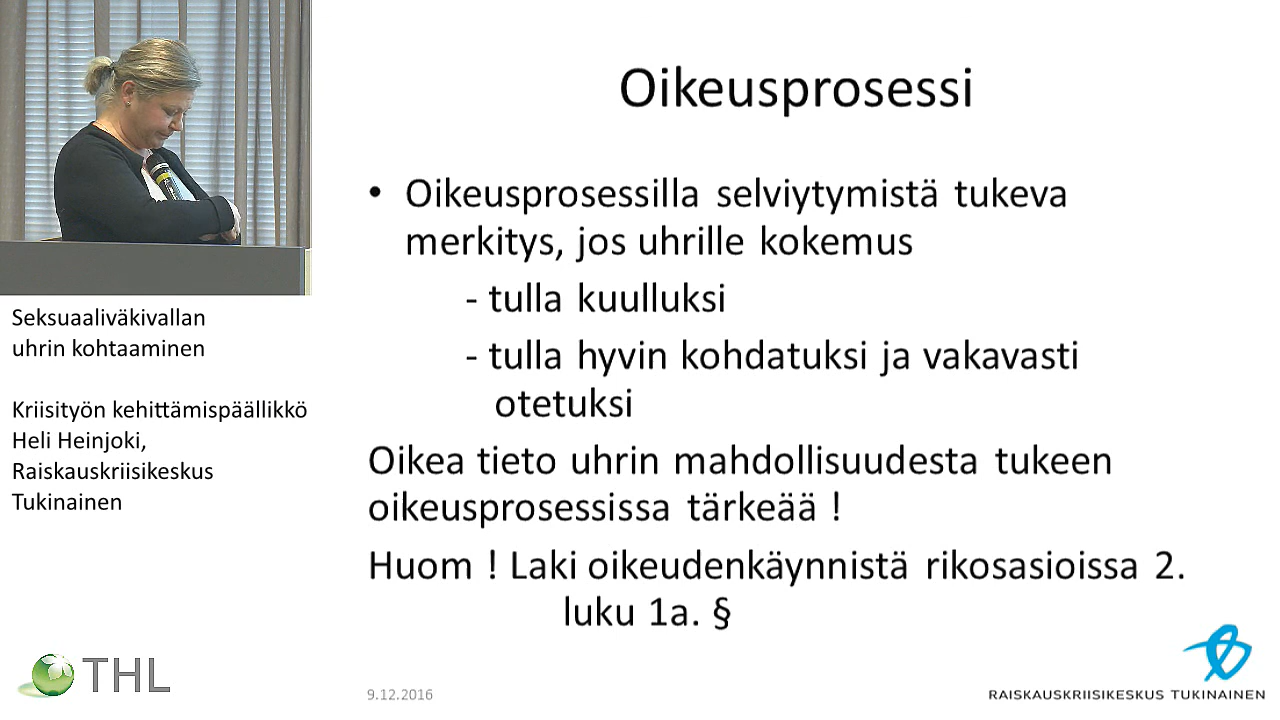 Oikeusprosessi
• Oikeusprosessilla selviytymistä tukeva
merkitys, jos uhrille kokemus
- tulla kuulluksi
- tulla hyvin kohdatuksi ja vakavasti
otetuksi
Oikea tieto uhrin mahdollisuudesta tukeen
oikeusprosessissa tärkeää !
Huom ! Laki oikeudenkäynnistä rikosasioissa 2.
luku 1a. §
Seksuaaliväkivallan
uhrin kohtaaminen
Kriisityön kehittämispäällikkö
Heli Heinjoki,
Raiskauskriisikeskus
Tukinainen
THL
9.12.2016
RAISKAUSKRIISIKESKUS TUKINAINEN